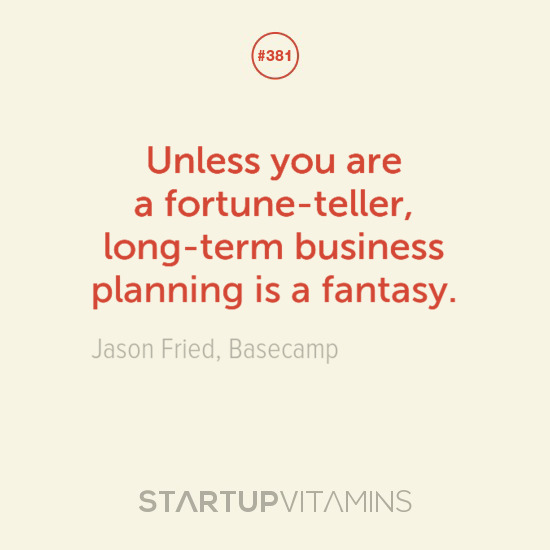 #381
Unless you are
a fortune-teller,
long-term business
planning is a fantasy.
Jason Fried, Basecamp
STARTUPVITAMINS